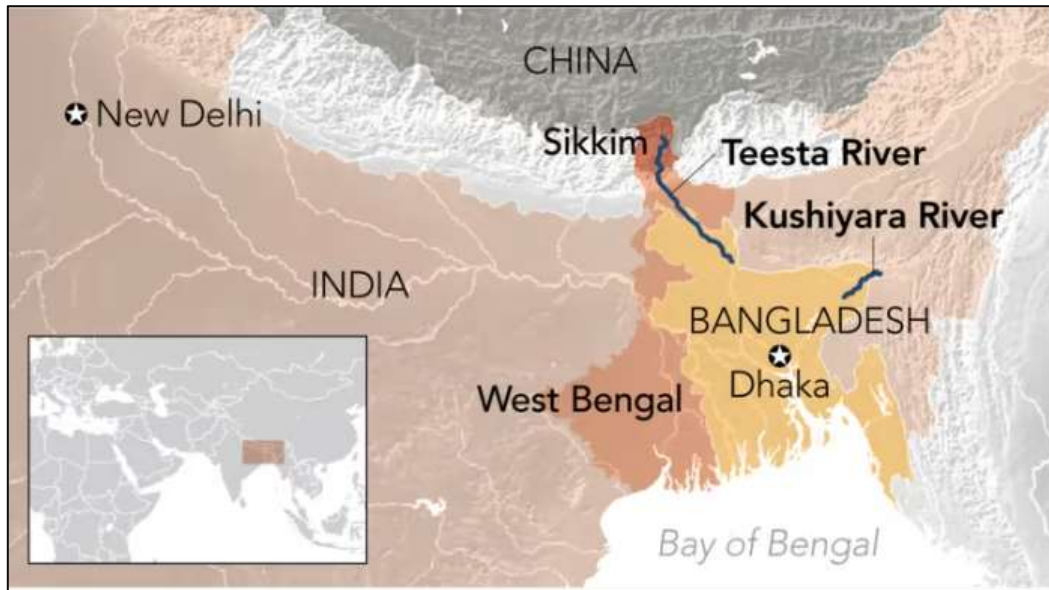 CHINA
New Delhi
Sikkim
Teesta River
Kushiyara River
INDIA
BANGLADESH
Dhaka
West Bengal
Bay of Bengal